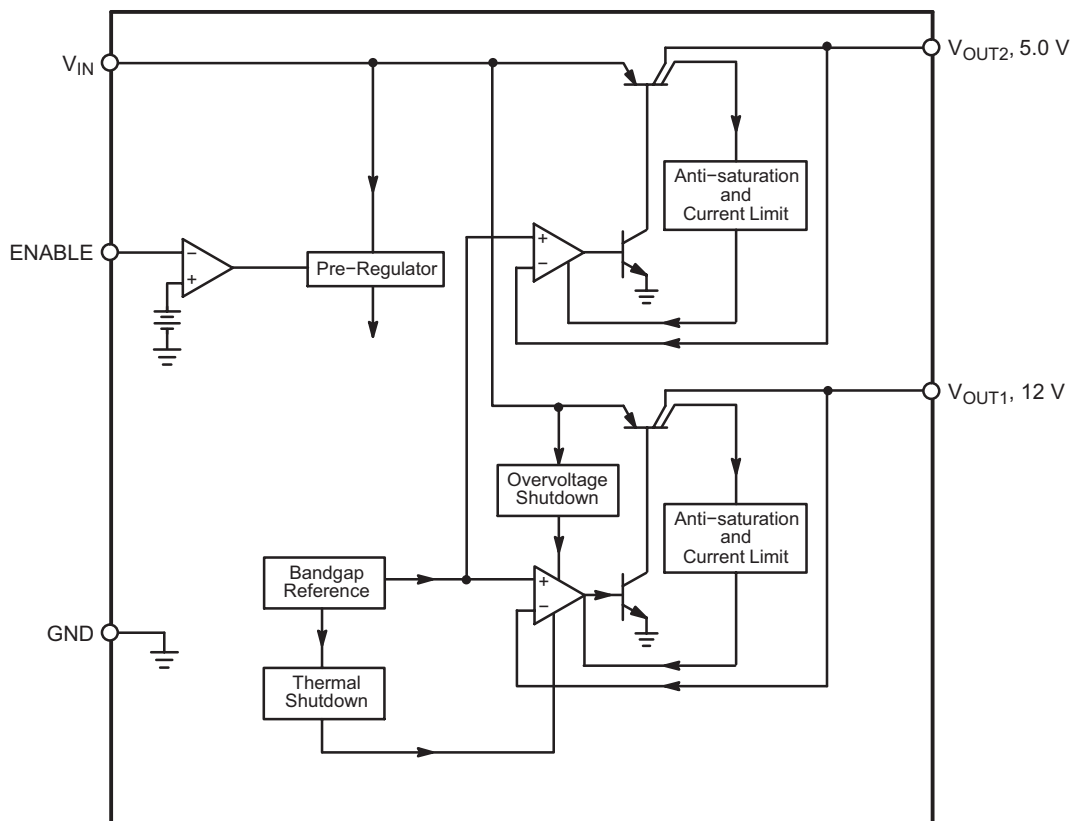 V_IN
V_OUT2, 5.0 V
Anti−saturation
and
Current Limit
ENABLE
−
+
Pre−Regulator
+
−
V_OUT1, 12 V
Overvoltage
Shutdown
Anti−saturation
and
Current Limit
Bandgap
Reference
+
−
GND
Thermal
Shutdown